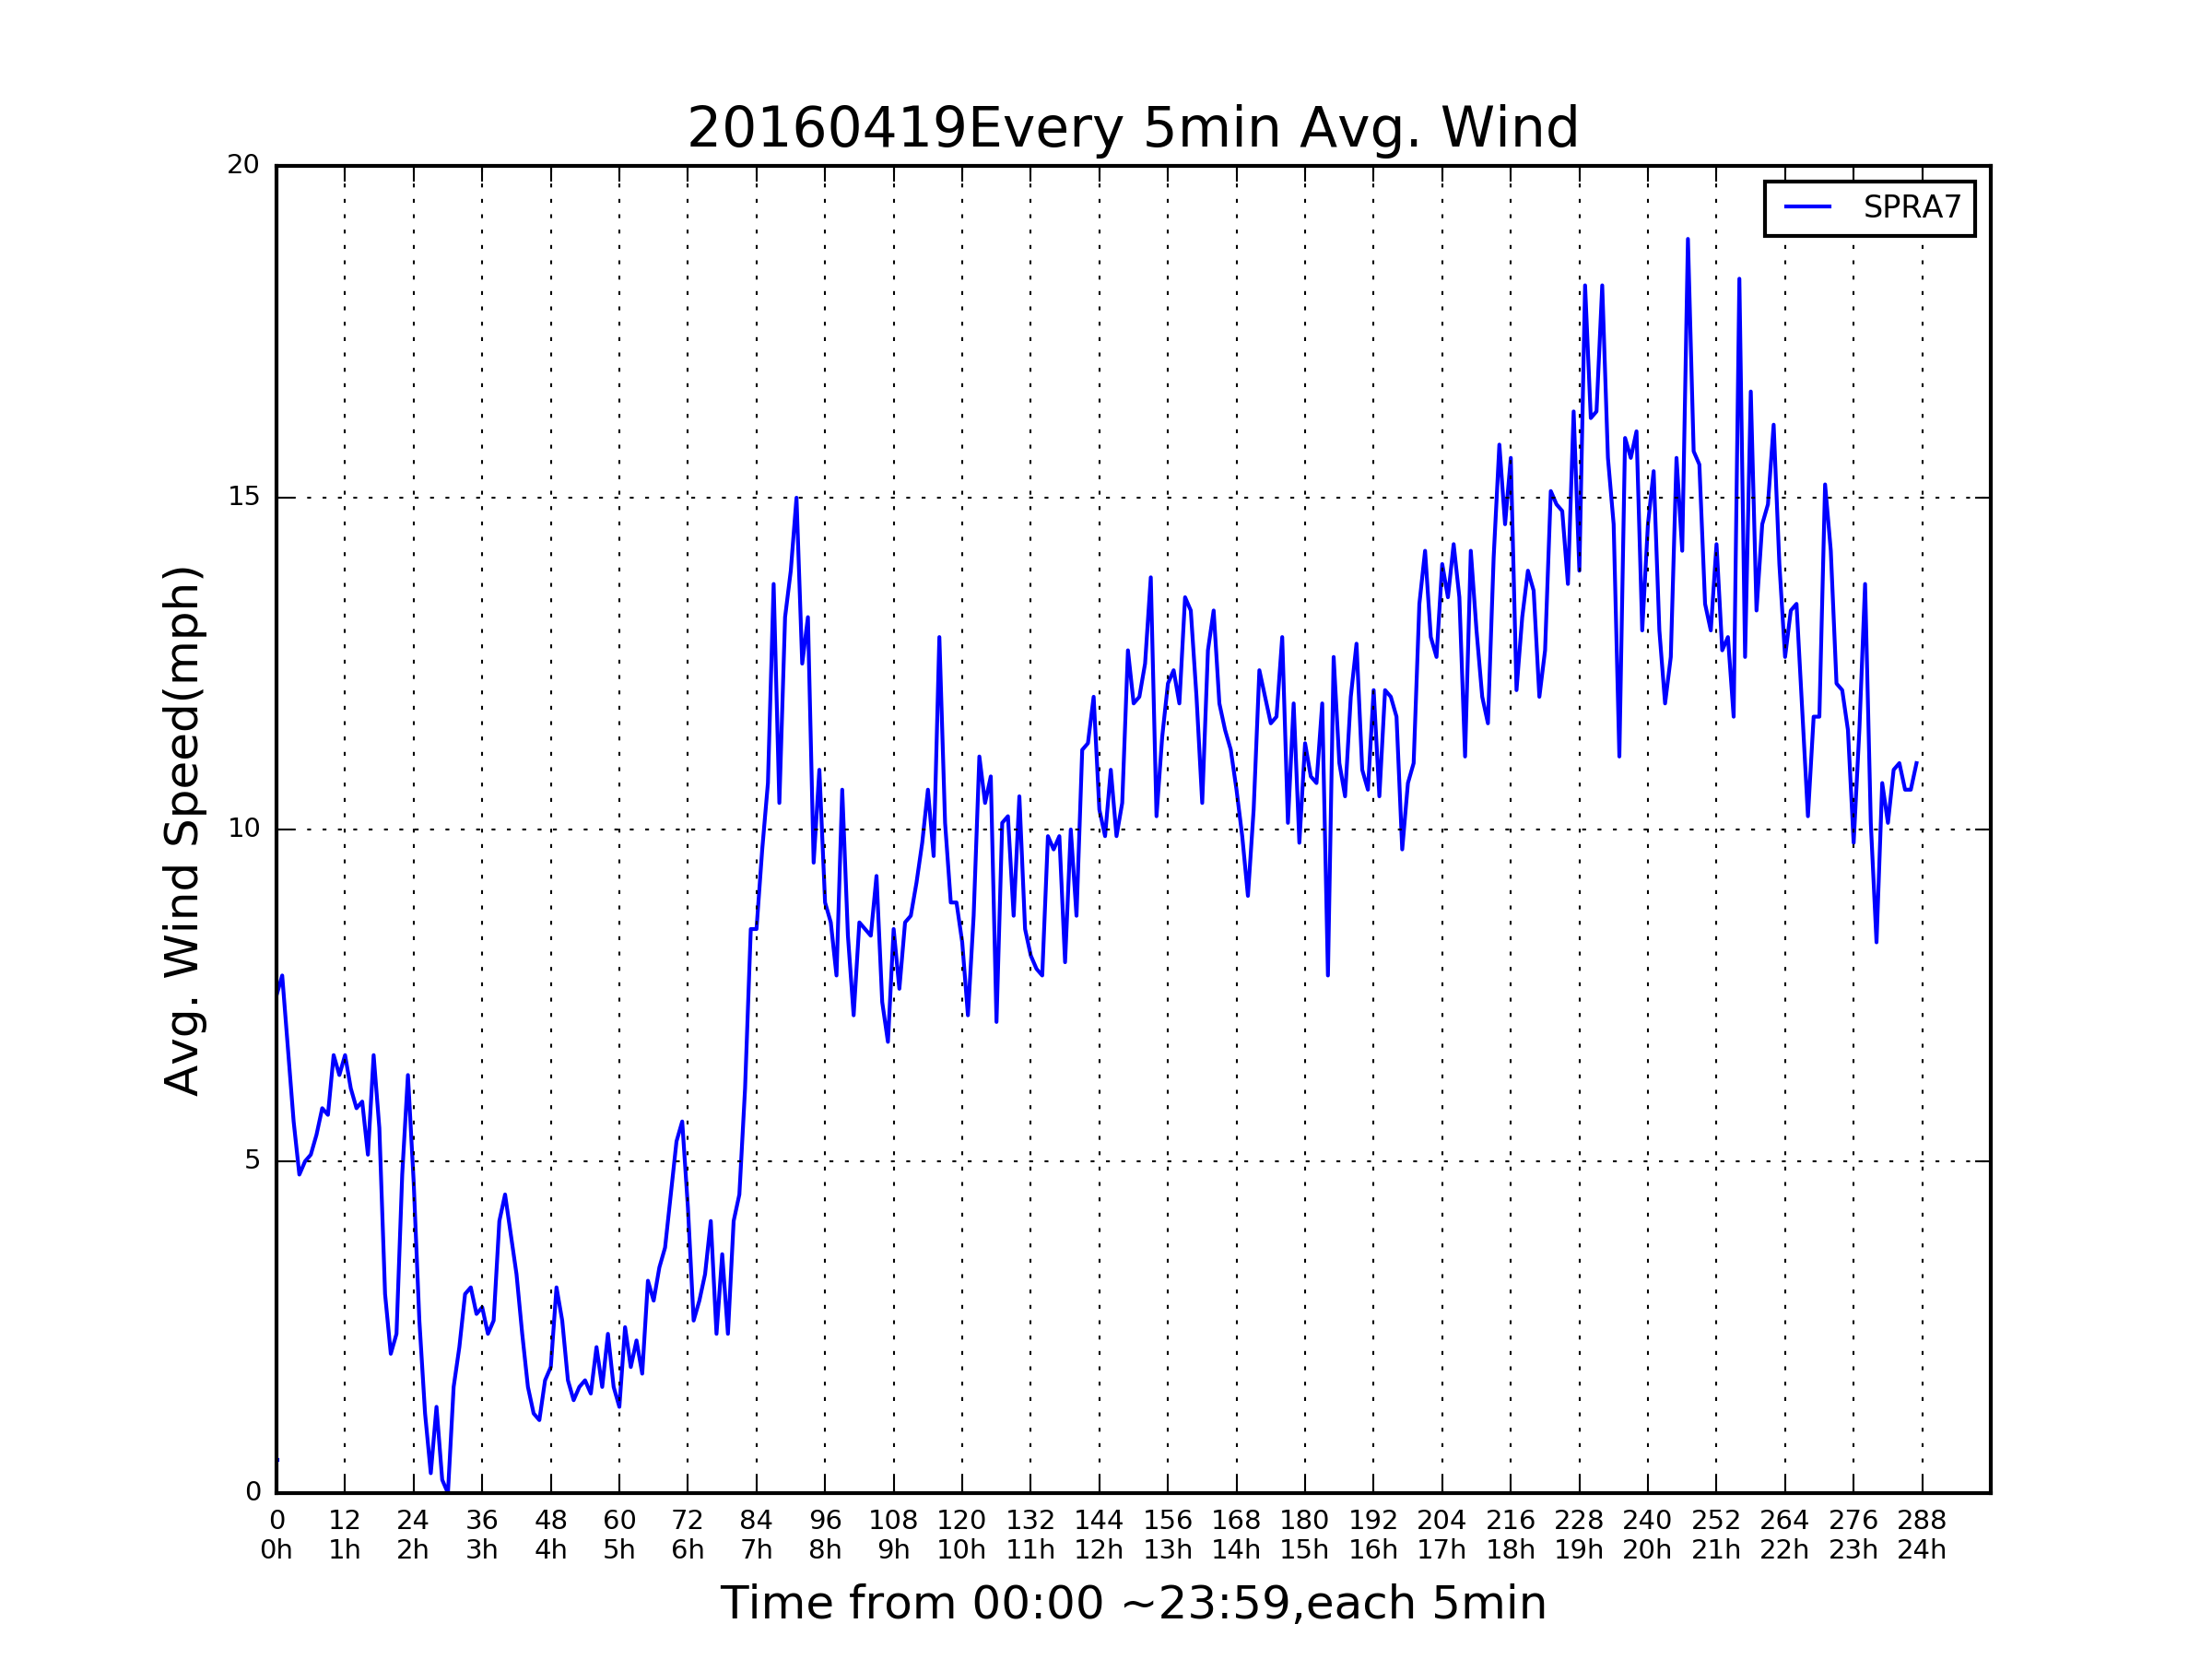 20160419Every 5min Avg. Wind
SPRA7
20
15
10
5
0
Avg. Wind Speed(mph)
0 12 24 36 48 60 72 84 96 108 120 132 144 156 168 180 192 204 216 228 240 252 264 276 288
0h 1h 2h 3h 4h 5h 6h 7h 8h 9h 10h 11h 12h 13h 14h 15h 16h 17h 18h 19h 20h 21h 22h 23h 24h
Time from 00:00 ~23:59,each 5min